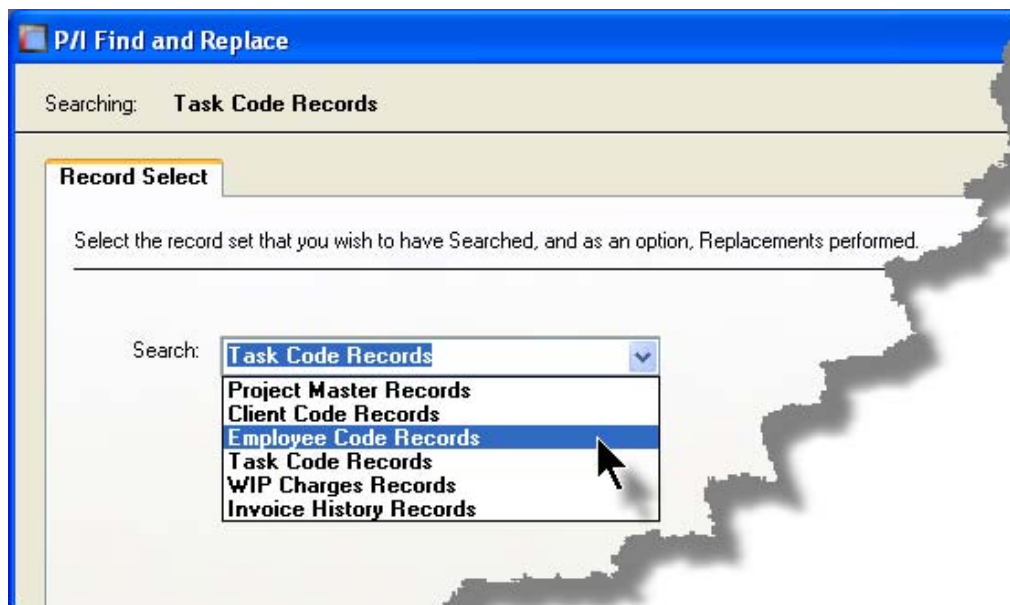 P/I Find and Replace
Searching: Task Code Records
Record Select
Select the record set that you wish to have Searched, and as an option, Replacements performed.
Search: Task Code Records
Project Master Records
Client Code Records
Employee Code Records
Task Code Records
WIP Charges Records
Invoice History Records